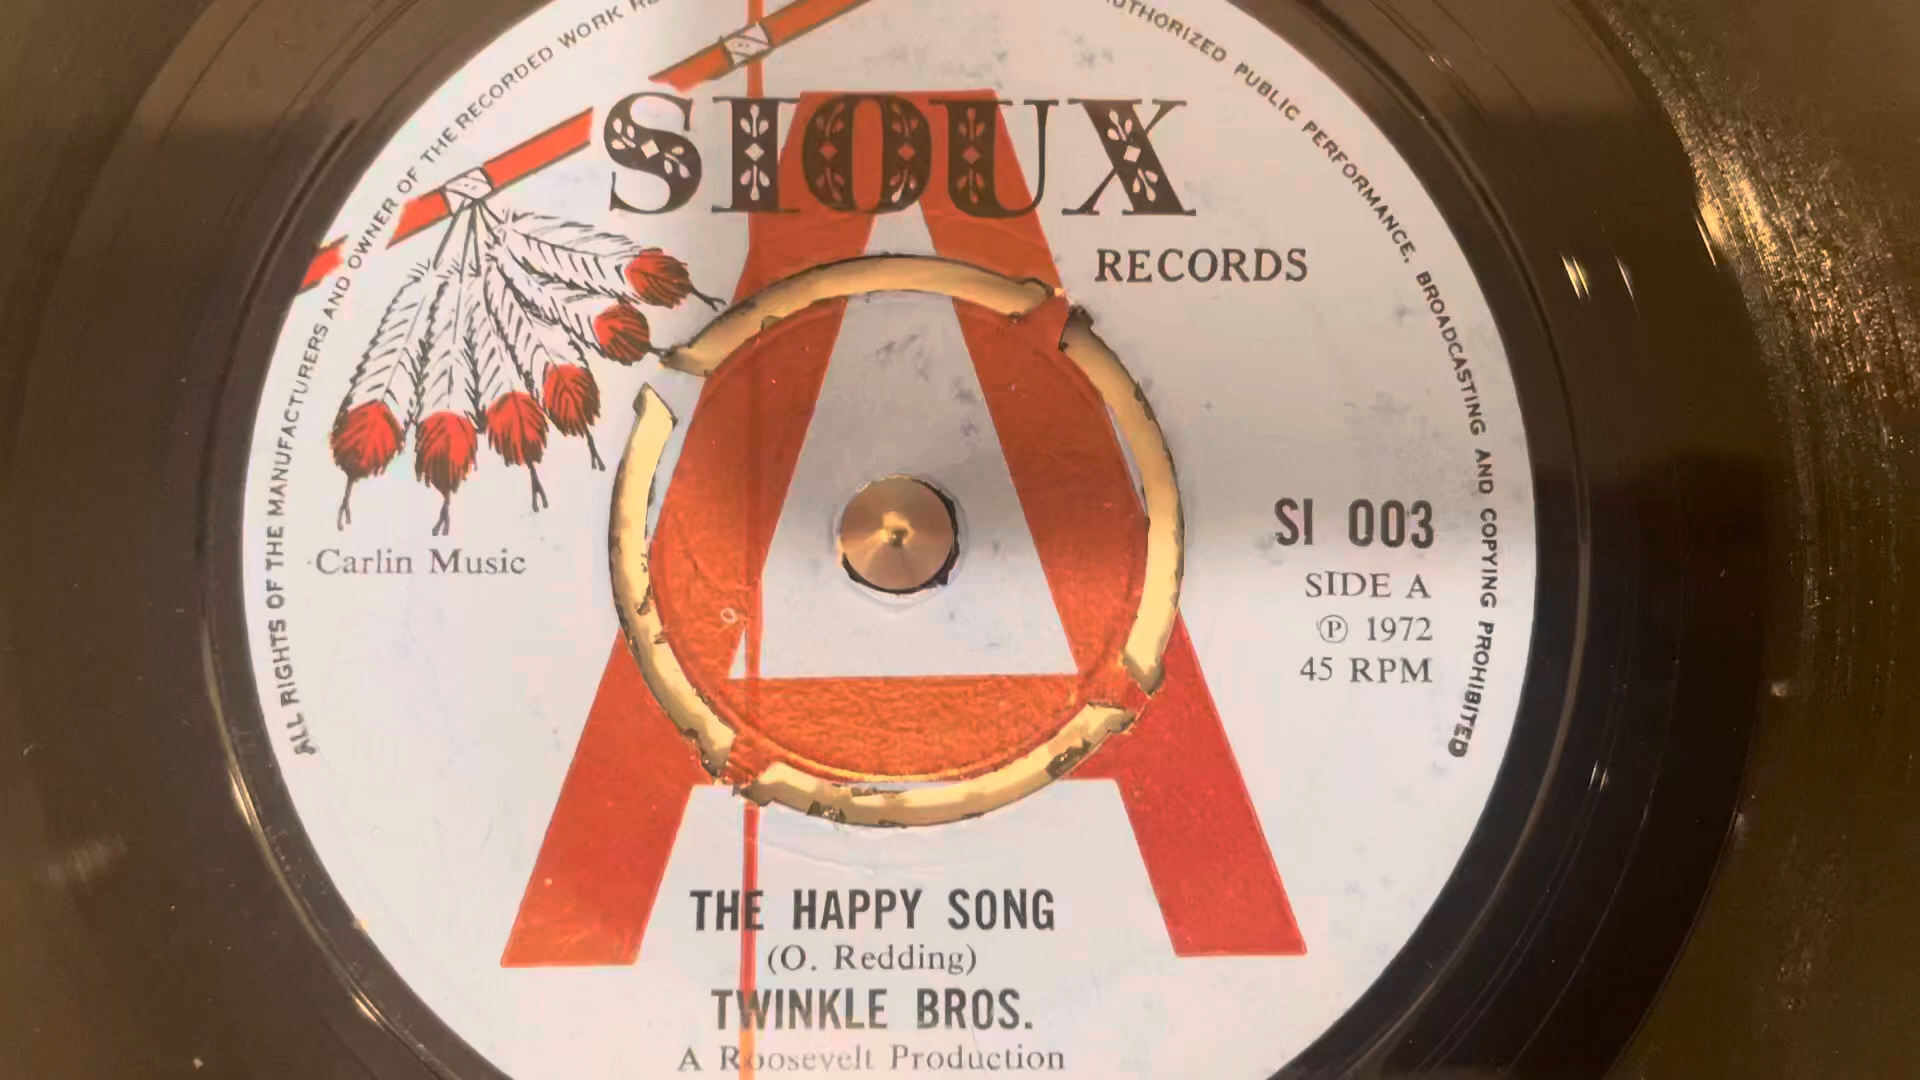 ALL RIGHTS OF THE MANUFACTURERS AND OWNER OF THE RECORDED WORK
AUTHORIZED PUBLIC PERFORMANCE, BROADCASTING AND COPYING PROHIBITED
SIOUX
RECORDS
A
Carlin Music
SI 003
SIDE A
℗ 1972
45 RPM
THE HAPPY SONG
(O. Redding)
TWINKLE BROS.
A Roosevelt Production